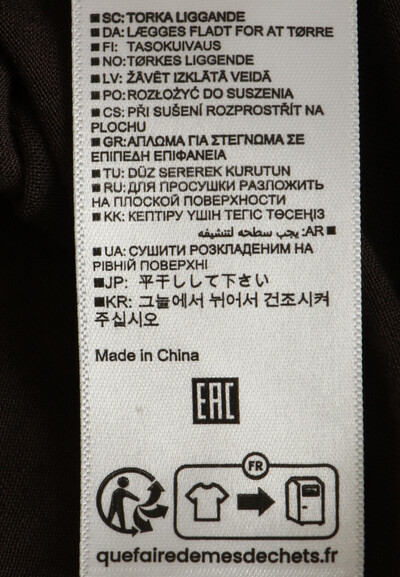 ■ SC: TORKA LIGGANDE
■ DA: LÆGGES FLADT FOR AT TØRRE
■ FI: TASOKUIVAUS
■ NO: TØRKES LIGGENDE
■ LV: ŽĀVĒT IZKLĀTĀ VEIDĀ
■ PO: ROZŁOŻYĆ DO SUSZENIA
■ CS: PŘI SUŠENÍ ROZPROSTŘÍT NA
PLOCHU
■ GR: ΑΠΛΩΜΑ ΓΙΑ ΣΤΕΓΝΩΜΑ ΣΕ
ΕΠΙΠΕΔΗ ΕΠΙΦΑΝΕΙΑ
■ TU: DÜZ SEREREK KURUTUN
■ RU: ДЛЯ ПРОСУШКИ РАЗЛОЖИТЬ
НА ПЛОСКОЙ ПОВЕРХНОСТИ
■ KK: КЕПТІРУ ҮШІН ТЕГІС ТӨСЕҢІЗ
■ AR: يجب سطحه لتنشيفه
■ UA: СУШИТИ РОЗКЛАДЕНИМ НА
РІВНІЙ ПОВЕРХНІ
■JP: 平干しして下さい
■KR: 그늘에서 뉘어서 건조시켜
주십시오
Made in China
EAC
FR
quefairedemesdechets.fr